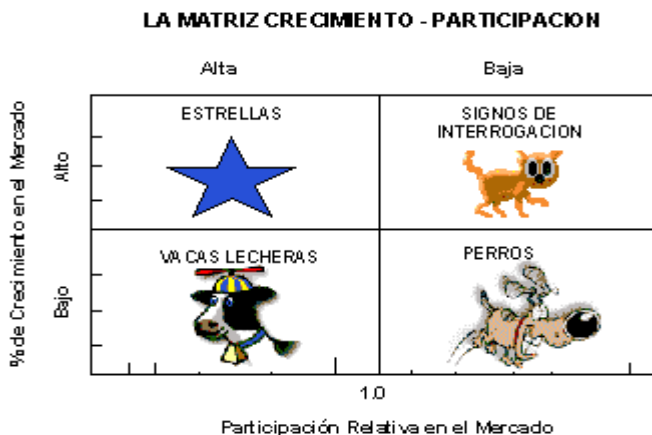 LA MATRIZ CRECIMIENTO - PARTICIPACION
Alta
Baja
ESTRELLAS
SIGNOS DE
INTERROGACION
Alto
% de Crecimiento en el Mercado
VACAS LECHERAS
PERROS
Bajo
1.0
Participación Relativa en el Mercado